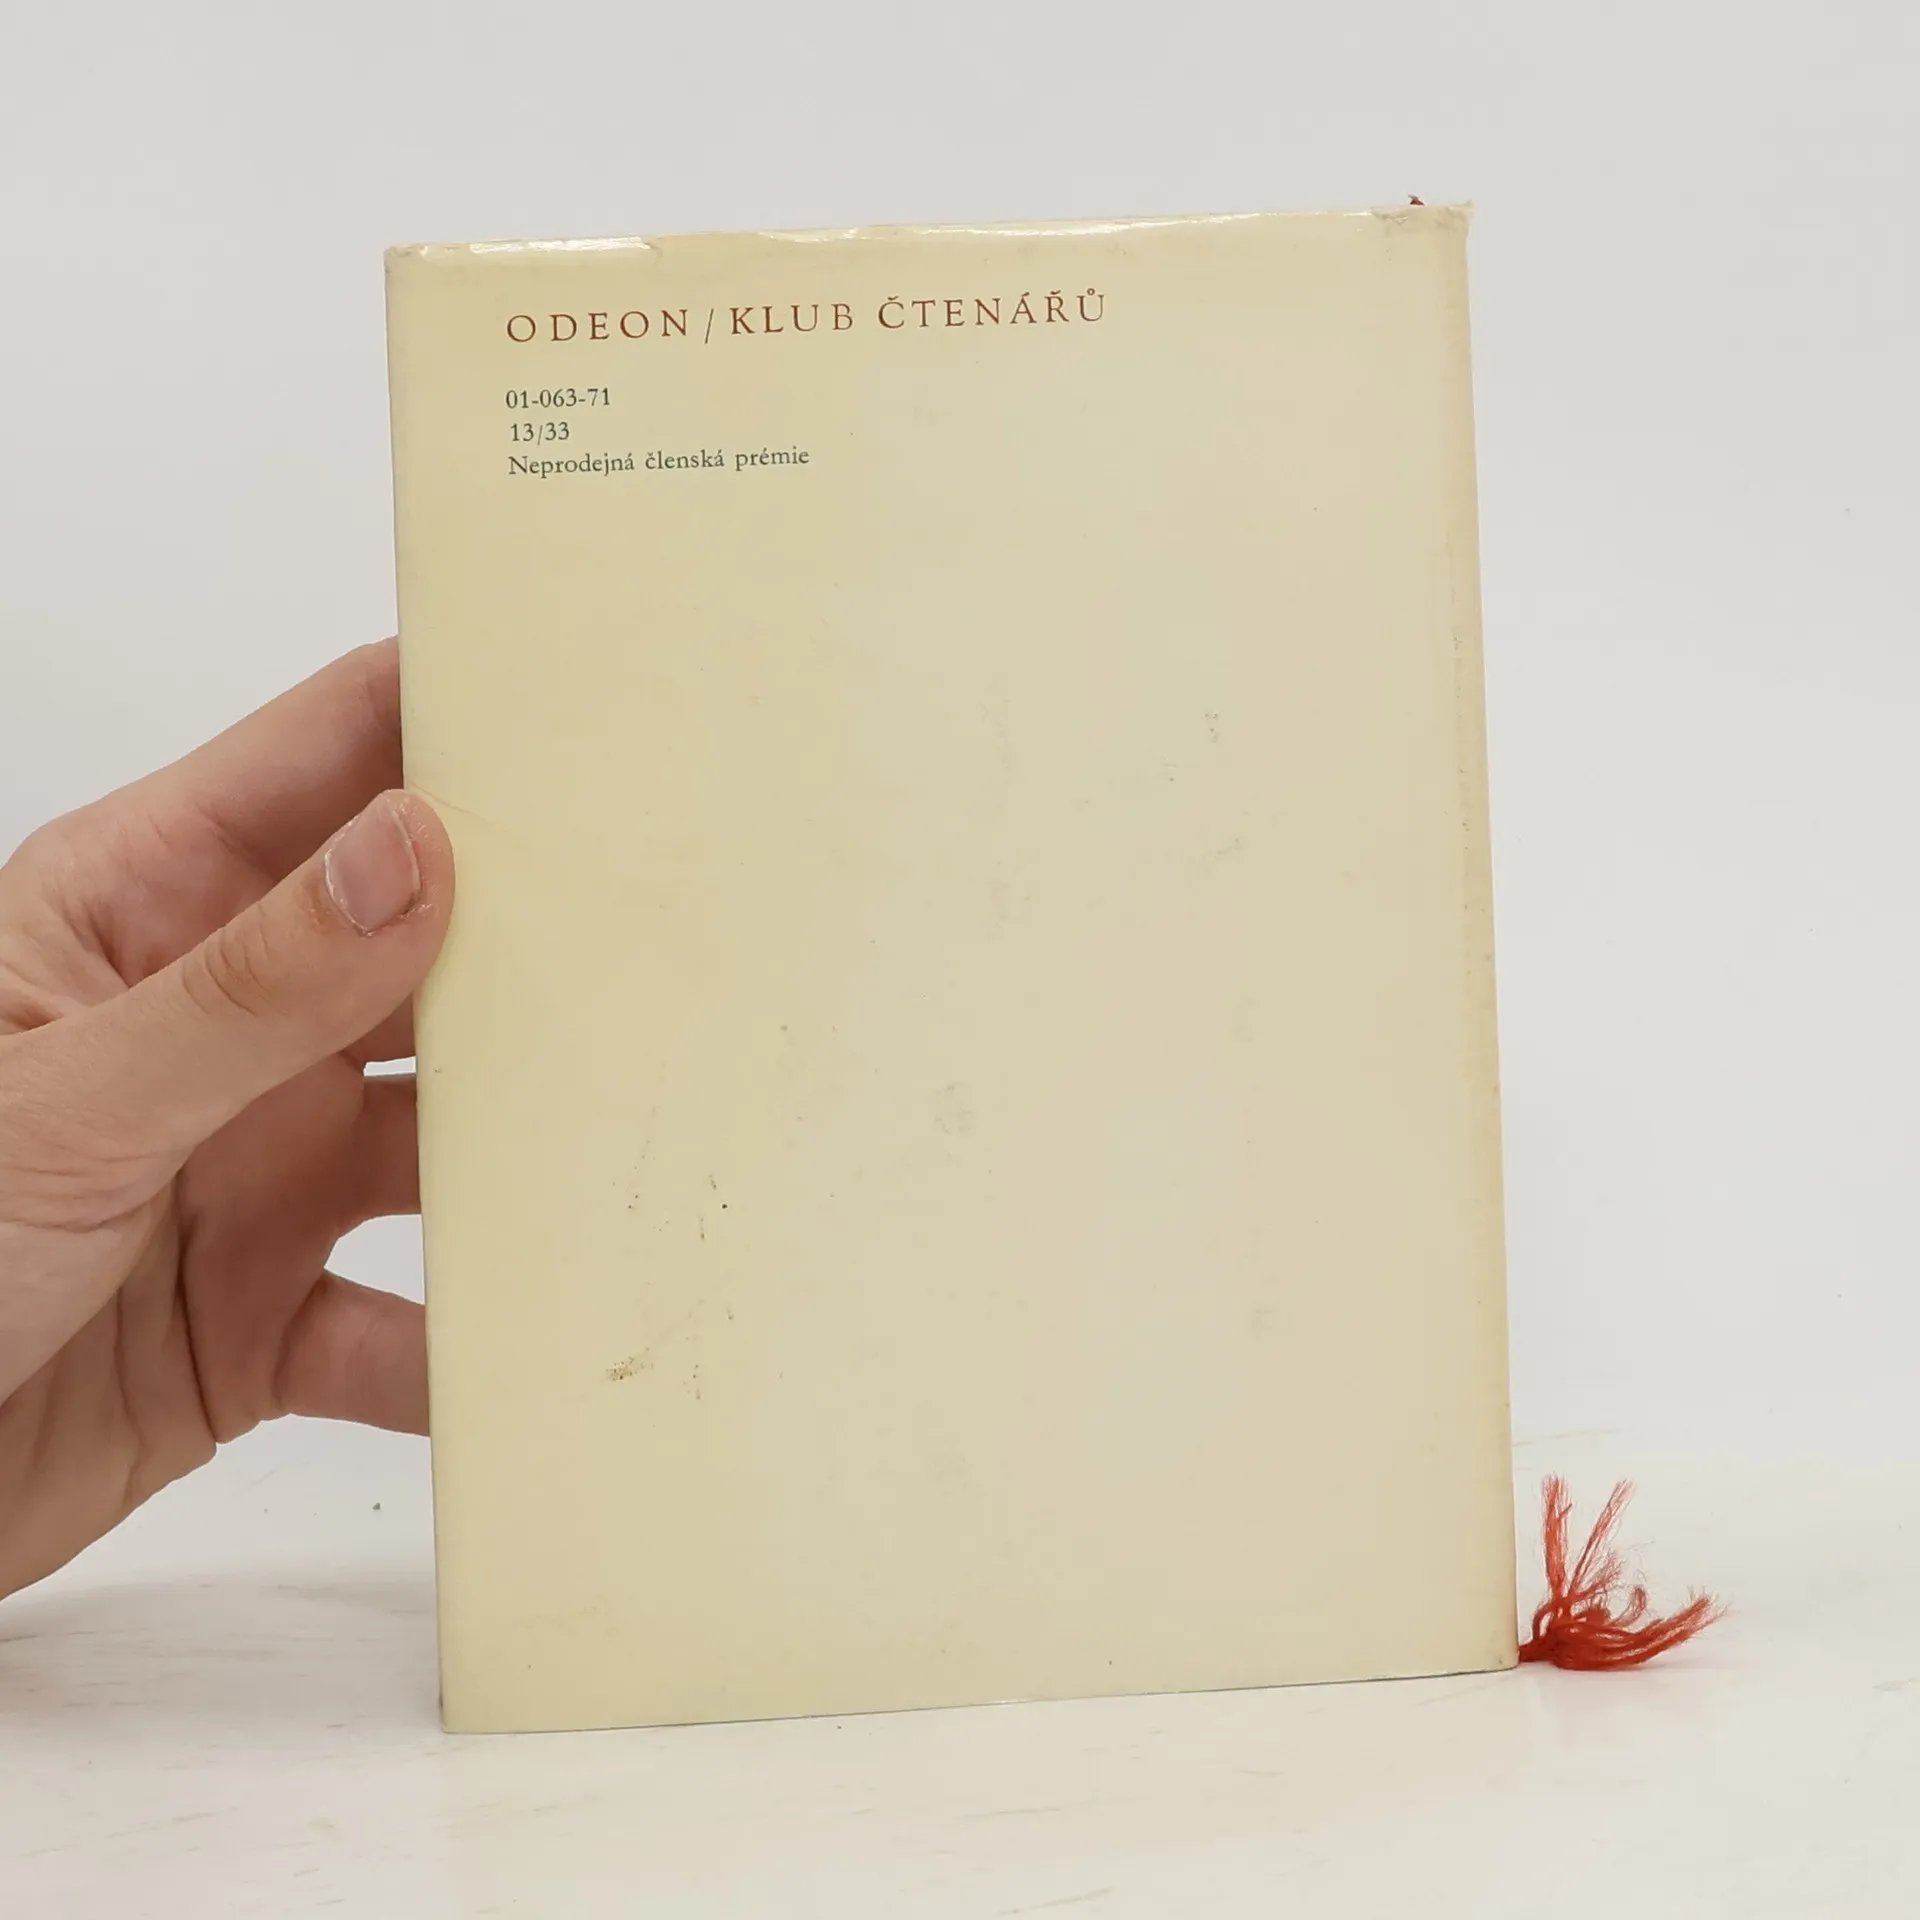 ODEON / KLUB ČTENÁŘŮ
01-063-71
13/33
Neprodejná členská prémie